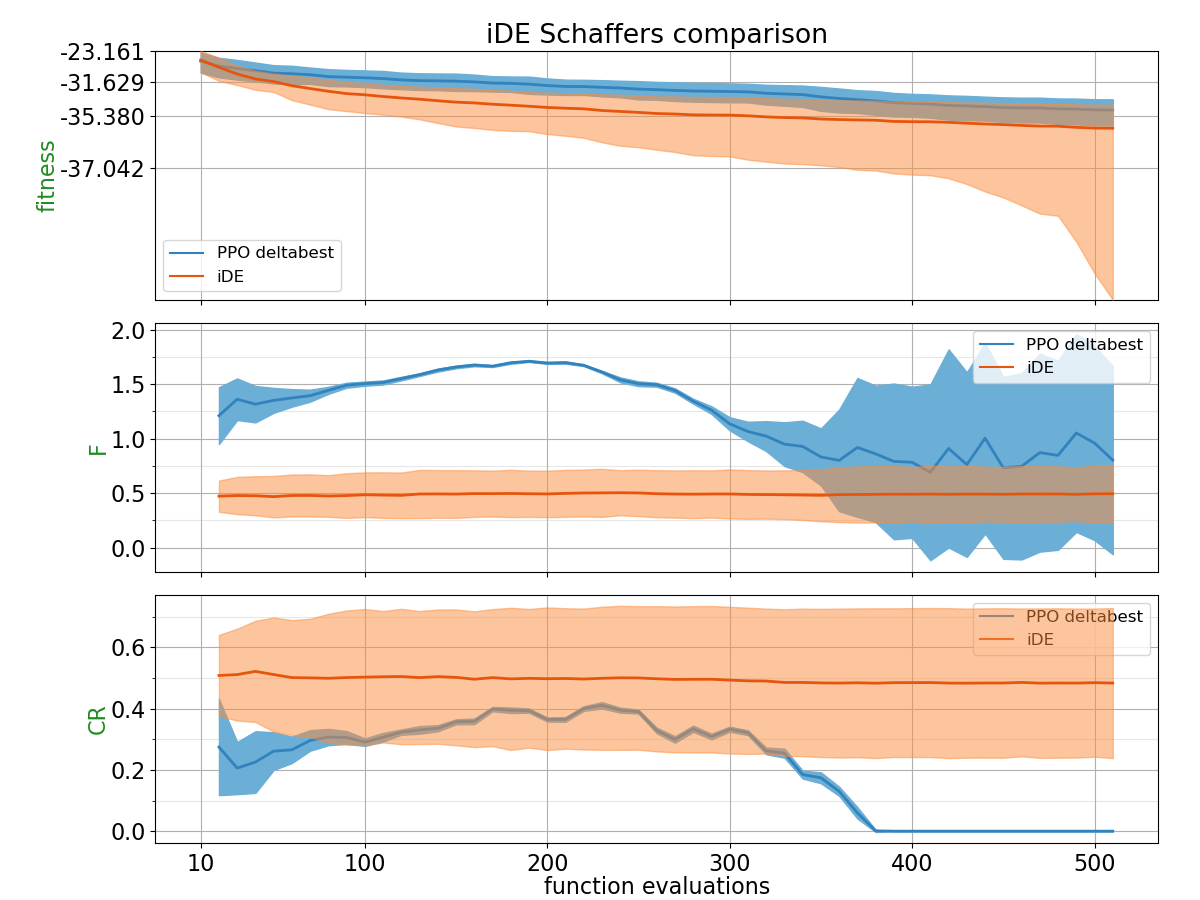 iDE Schaffers comparison
-23.161
-31.629
-35.380
-37.042
fitness
PPO deltabest
iDE
2.0
1.5
1.0
0.5
0.0
F
PPO deltabest
iDE
0.6
0.4
0.2
0.0
CR
PPO deltabest
iDE
10 100 200 300 400 500
function evaluations